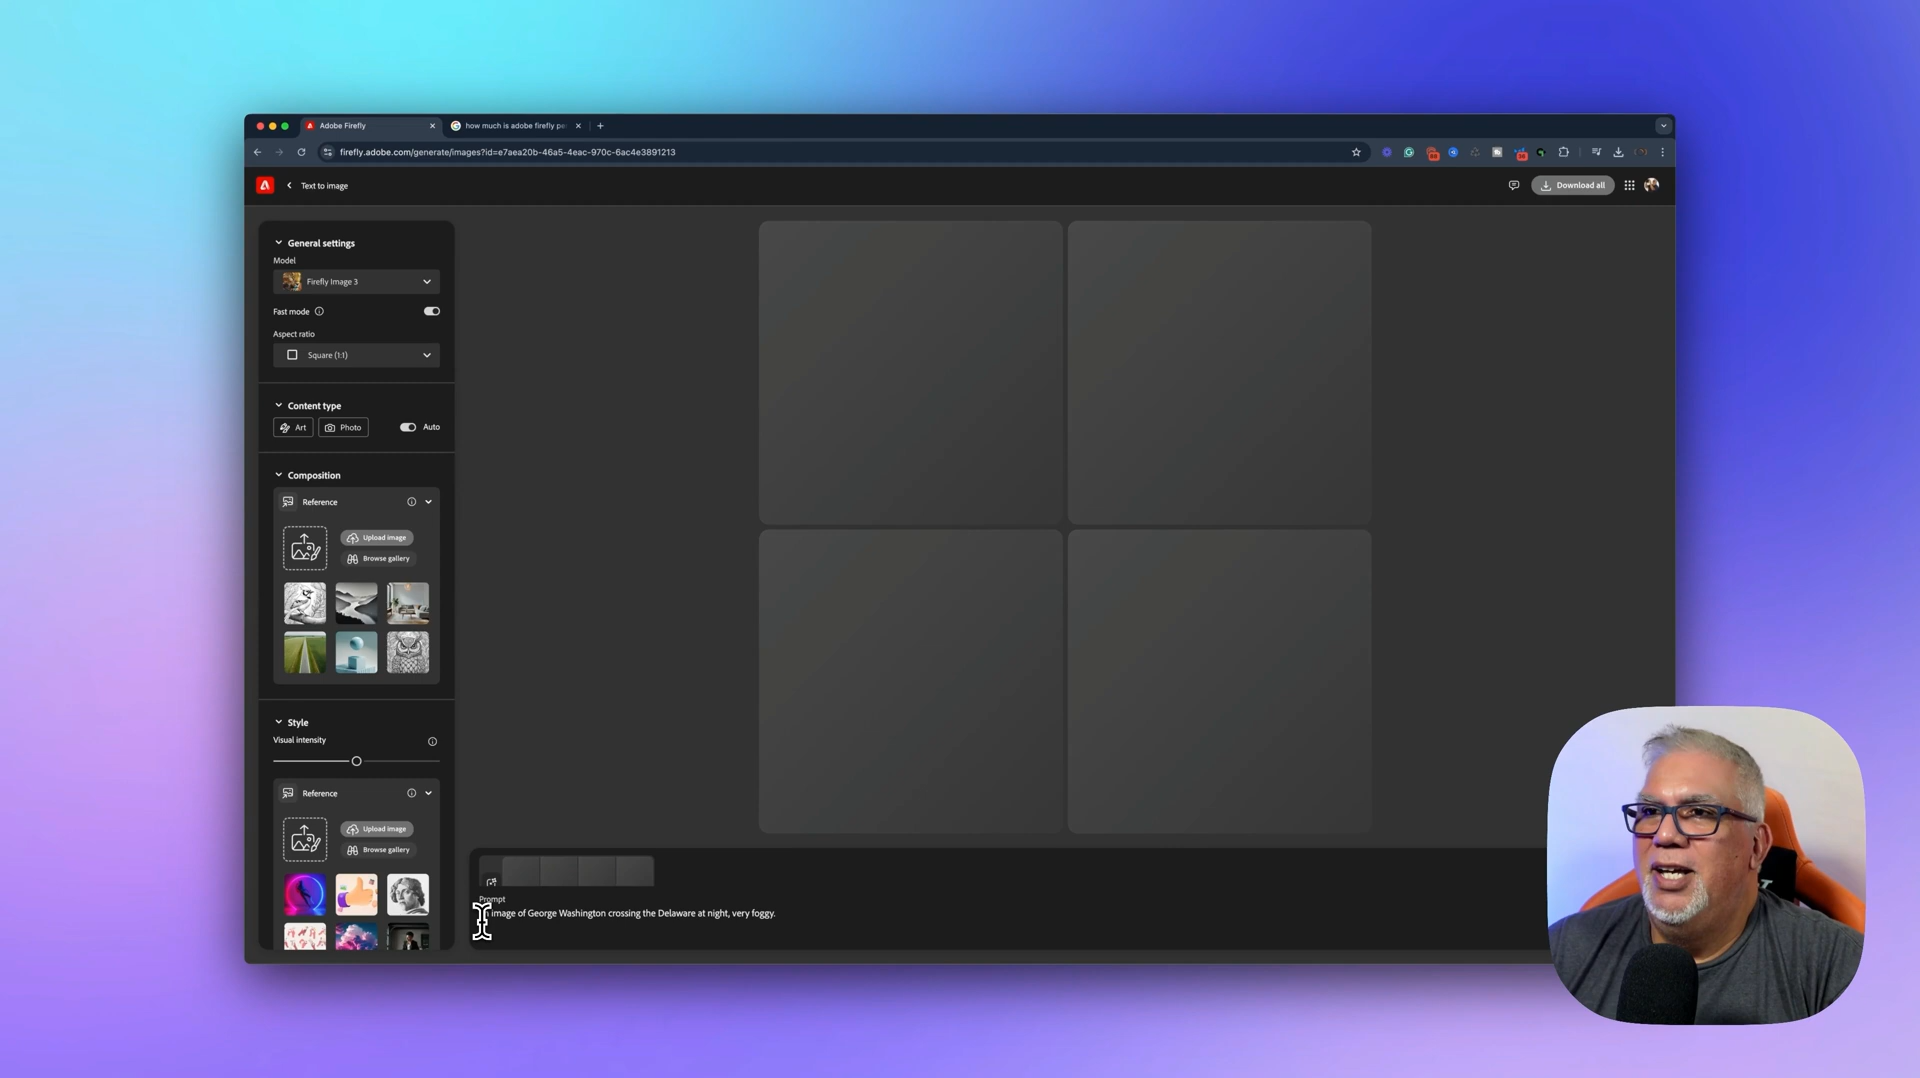 Adobe Firefly
how much is adobe firefly pe
firefly.adobe.com/generate/images?id=e7aea20b-46a5-4eac-970c-6ac4e3891213
Text to image
Download all
General settings
Model
Firefly Image 3
Fast mode
Aspect ratio
Square (1:1)
Content type
Art
Photo
Auto
Composition
Reference
Upload image
Browse gallery
Style
Visual intensity
Reference
Upload image
Browse gallery
Prompt
image of George Washington crossing the Delaware at night, very foggy.